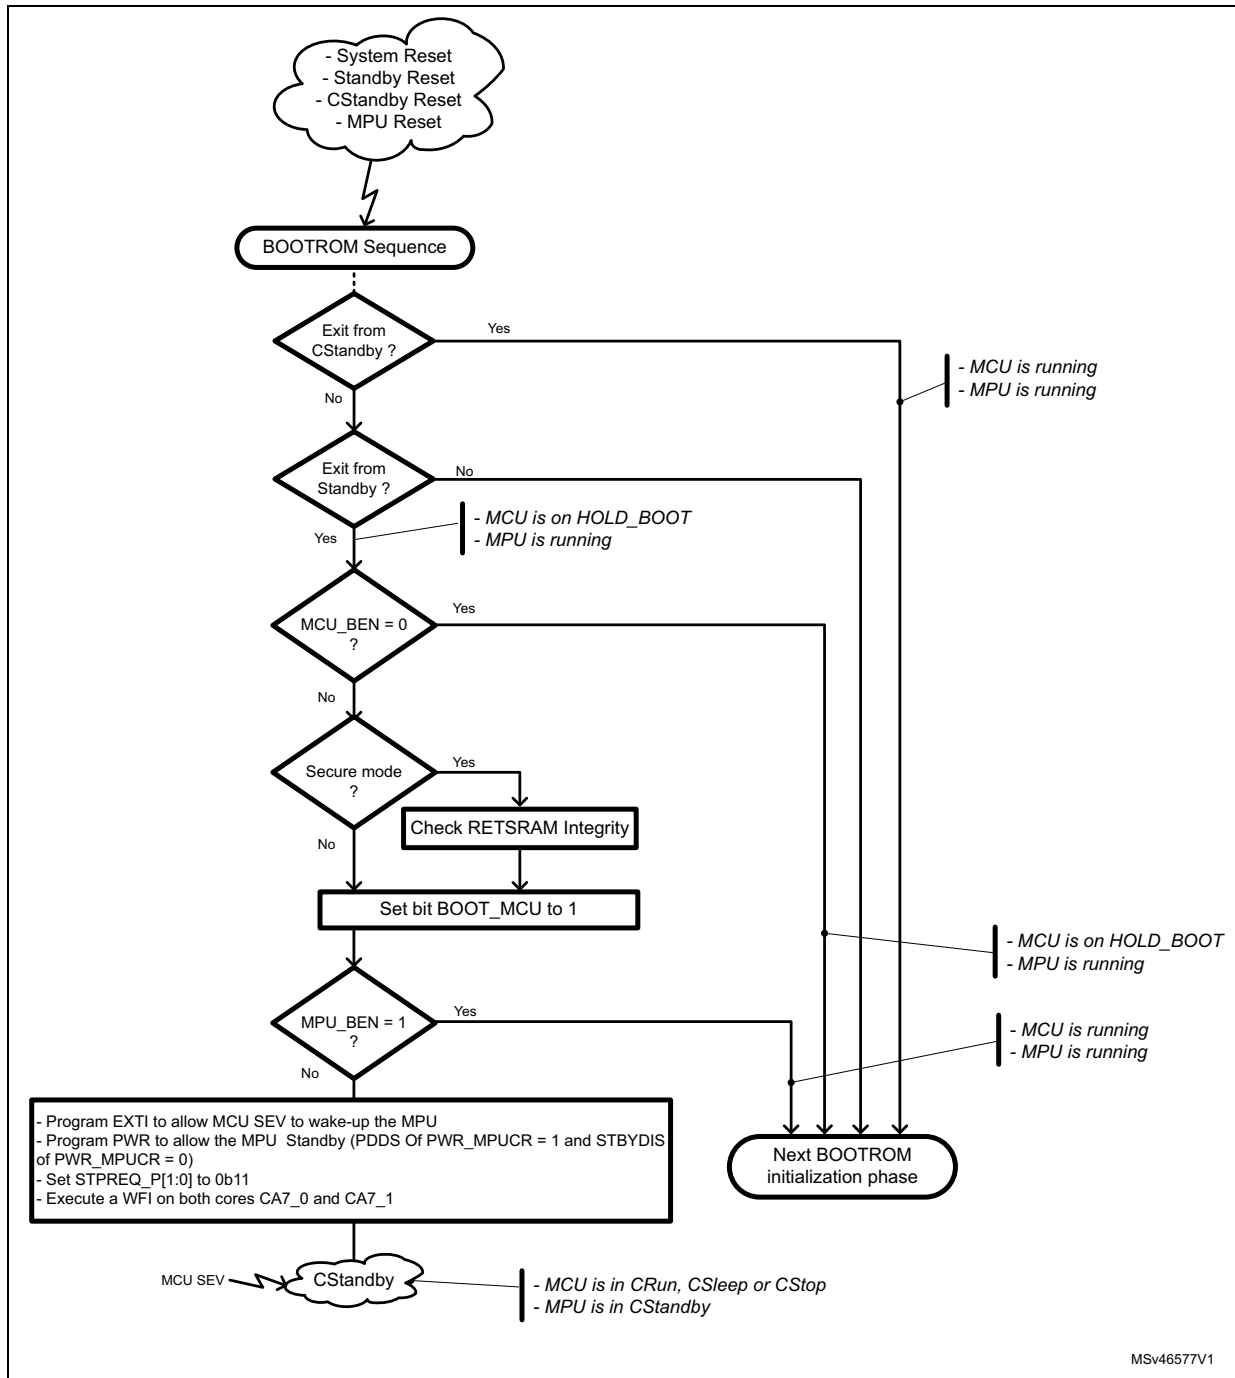 - System Reset
- Standby Reset
- CStandby Reset
- MPU Reset
BOOTROM Sequence
Exit from
CStandby ?
Yes
- MCU is running
- MPU is running
No
Exit from
Standby ?
No
- MCU is on HOLD_BOOT
- MPU is running
Yes
MCU_BEN = 0
?
Yes
No
Secure mode
?
Yes
Check RETSRAM Integrity
No
Set bit BOOT_MCU to 1
- MCU is on HOLD_BOOT
- MPU is running
MPU_BEN = 1
?
Yes
- MCU is running
- MPU is running
No
- Program EXTI to allow MCU SEV to wake-up the MPU
- Program PWR to allow the MPU Standby (PDDS Of PWR_MPUCR = 1 and STBYDIS
of PWR_MPUCR = 0)
- Set STPREQ_P[1:0] to 0b11
- Execute a WFI on both cores CA7_0 and CA7_1
Next BOOTROM
initialization phase
MCU SEV
CStandby
- MCU is in CRun, CSleep or CStop
- MPU is in CStandby
MSv46577V1